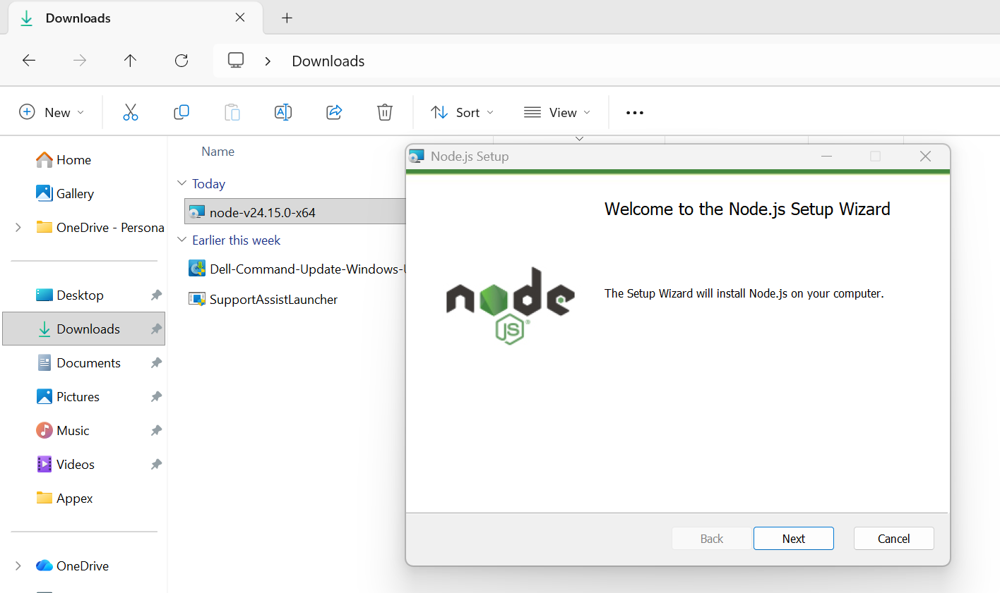 Downloads
Downloads
New
Sort
View
Name
Home
Gallery
OneDrive - Persona
Today
node-v24.15.0-x64
Earlier this week
Dell-Command-Update-Windows-
SupportAssistLauncher
Desktop
Downloads
Documents
Pictures
Music
Videos
Appex
OneDrive
Node.js Setup
Welcome to the Node.js Setup Wizard
node
JS
The Setup Wizard will install Node.js on your computer.
Back Next Cancel